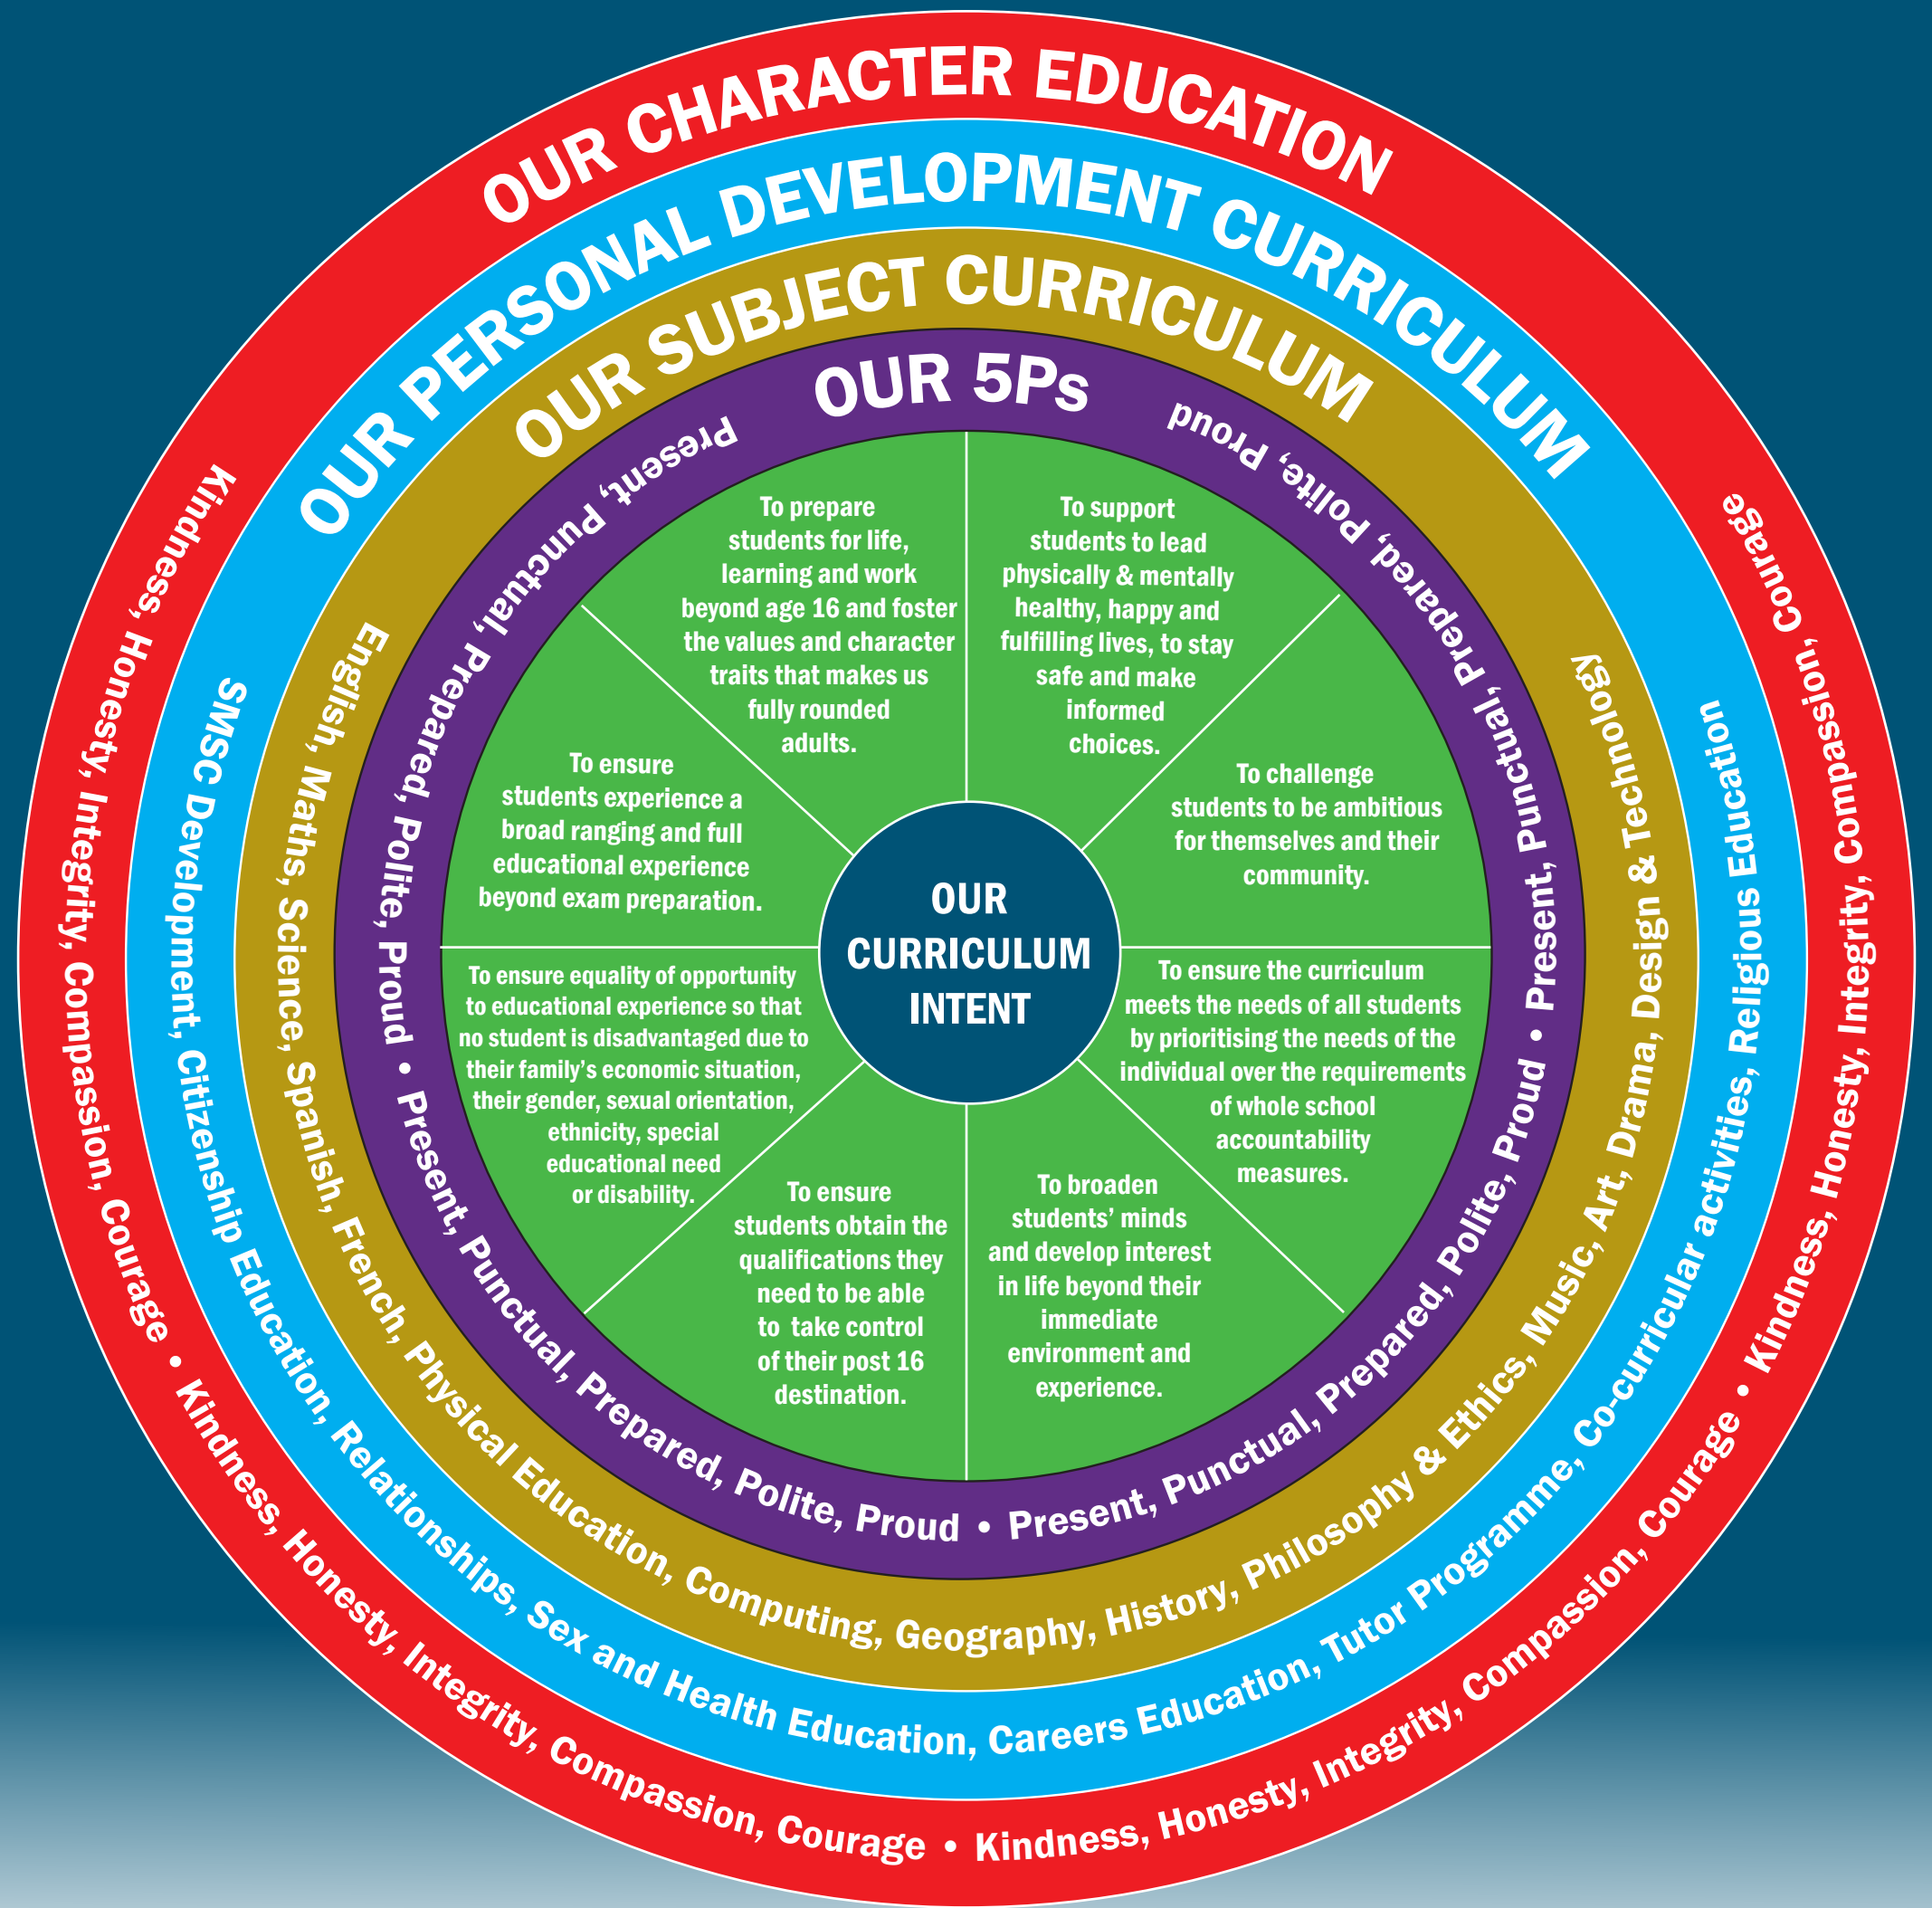 OUR CHARACTER EDUCATION
Kindness, Honesty, Integrity, Compassion, Courage • Kindness, Honesty, Integrity, Compassion, Courage • Kindness, Honesty, Integrity, Compassion, Courage • Kindness, Honesty, Integrity, Compassion, Courage
OUR PERSONAL DEVELOPMENT CURRICULUM
SMSC Development, Citizenship Education, Relationships, Sex and Health Education, Careers Education, Tutor Programme, Co-curricular activities, Religious Education
OUR SUBJECT CURRICULUM
English, Maths, Science, Spanish, French, Physical Education, Computing, Geography, History, Philosophy & Ethics, Music, Art, Drama, Design & Technology
OUR 5Ps
Present, Punctual, Prepared, Polite, Proud • Present, Punctual, Prepared, Polite, Proud • Present, Punctual, Prepared, Polite, Proud • Present, Punctual, Prepared, Polite, Proud
To prepare
students for life,
learning and work
beyond age 16 and foster
the values and character
traits that makes us
fully rounded
adults.
To support
students to lead
physically & mentally
healthy, happy and
fulfilling lives, to stay
safe and make
informed
choices.
To challenge
students to be ambitious
for themselves and their
community.
To ensure the curriculum
meets the needs of all students
by prioritising the needs of the
individual over the requirements
of whole school
accountability
measures.
To broaden
students’ minds
and develop interest
in life beyond their
immediate
environment and
experience.
To ensure
students obtain the
qualifications they
need to be able
to take control
of their post 16
destination.
To ensure equality of opportunity
to educational experience so that
no student is disadvantaged due to
their family’s economic situation,
their gender, sexual orientation,
ethnicity, special
educational need
or disability.
To ensure
students experience a
broad ranging and full
educational experience
beyond exam preparation.
OUR
CURRICULUM
INTENT